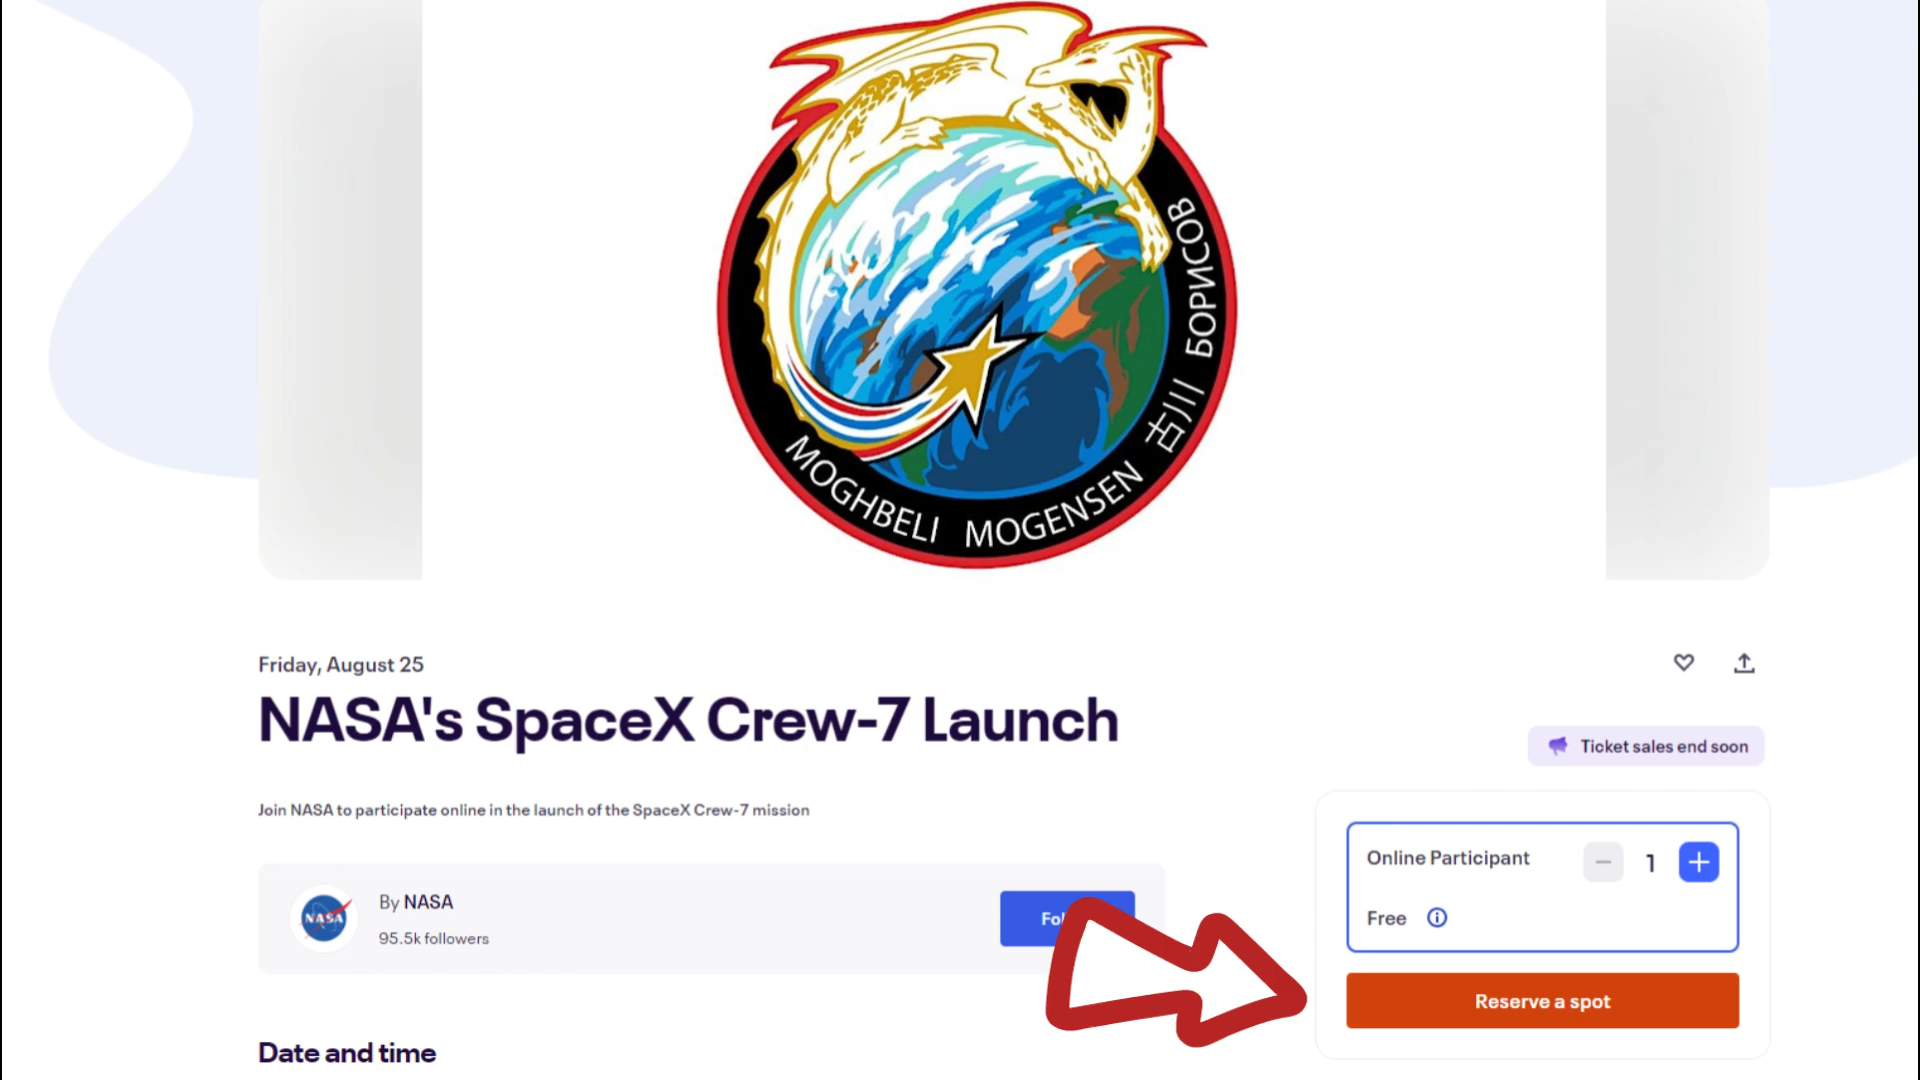 MOGHBELI MOGENSEN 古川 БОРИСОВ
Friday, August 25
NASA's SpaceX Crew-7 Launch
Ticket sales end soon
Join NASA to participate online in the launch of the SpaceX Crew-7 mission
Online Participant
1
Free
NASA
By NASA
95.5k followers
Reserve a spot
Date and time